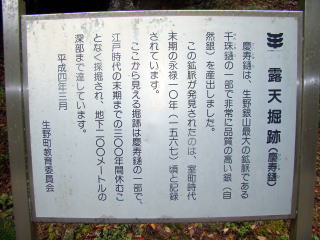 露天掘跡（慶寿𨫤）
慶寿𨫤は、生野銀山最大の鉱脈である
千珠𨫤の一部で非常に品質の高い銀（自
然銀）を産出しました。
この鉱脈が発見されたのは、室町時代
末期の永禄一〇年（一五六七）頃と記録
されています。
ここから見える掘跡は慶寿𨫤の一部で、
江戸時代の末期までの三〇〇年間休むこ
となく採掘され、地下二〇〇メートルの
深部まで達しています。
平成四年三月
生野町教育委員会